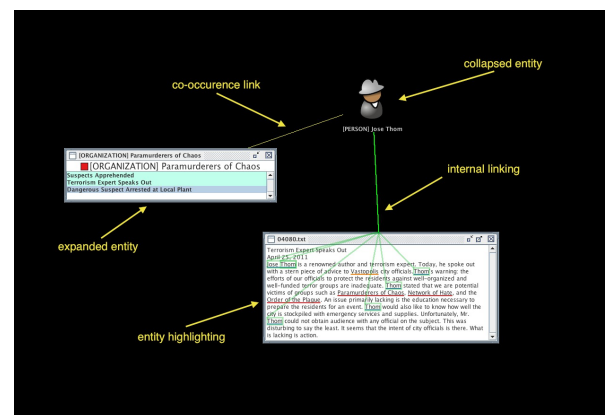 collapsed entity
co-occurence link
[PERSON] Jose Thom
[ORGANIZATION] Paramurderers of Chaos
[ORGANIZATION] Paramurderers of Chaos
Suspects Apprehended
Terrorism Expert Speaks Out
Dangerous Suspect Arrested at Local Plant
internal linking
expanded entity
04080.txt
Terrorism Expert Speaks Out
April 25, 2011
Jose Thom is a renowned author and terrorism expert. Today, he spoke out
with a stern piece of advice to Vastopolis city officials. Thom's warning: the
efforts of our officials to protect the residents against well-organized and
well-funded terror groups are inadequate. Thom stated that we are potential
victims of groups such as Paramurderers of Chaos, Network of Hate, and the
Order of the Plaque. An issue primarily lacking is the education necessary to
prepare the residents for an event. Thom would also like to know how well the
city is stockpiled with emergency services and supplies. Unfortunately, Mr.
Thom could not obtain audience with any official on the subject. This was
disturbing to say the least. It seems that the intent of city officials is there. What
is lacking is action.
entity highlighting